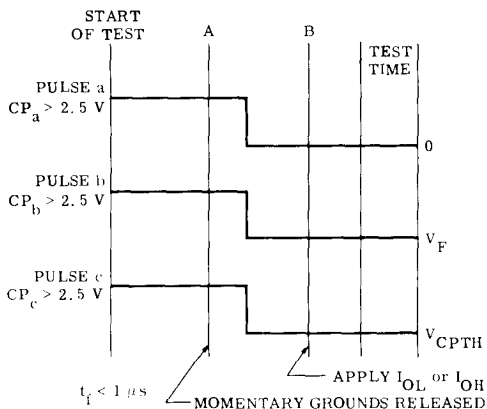 START
OF TEST
A
B
TEST
TIME
PULSE a
CPa > 2.5 V
0
PULSE b
CPb > 2.5 V
VF
PULSE c
CPc > 2.5 V
VCPTH
APPLY IOL or IOH
tf < 1 μs
MOMENTARY GROUNDS RELEASED